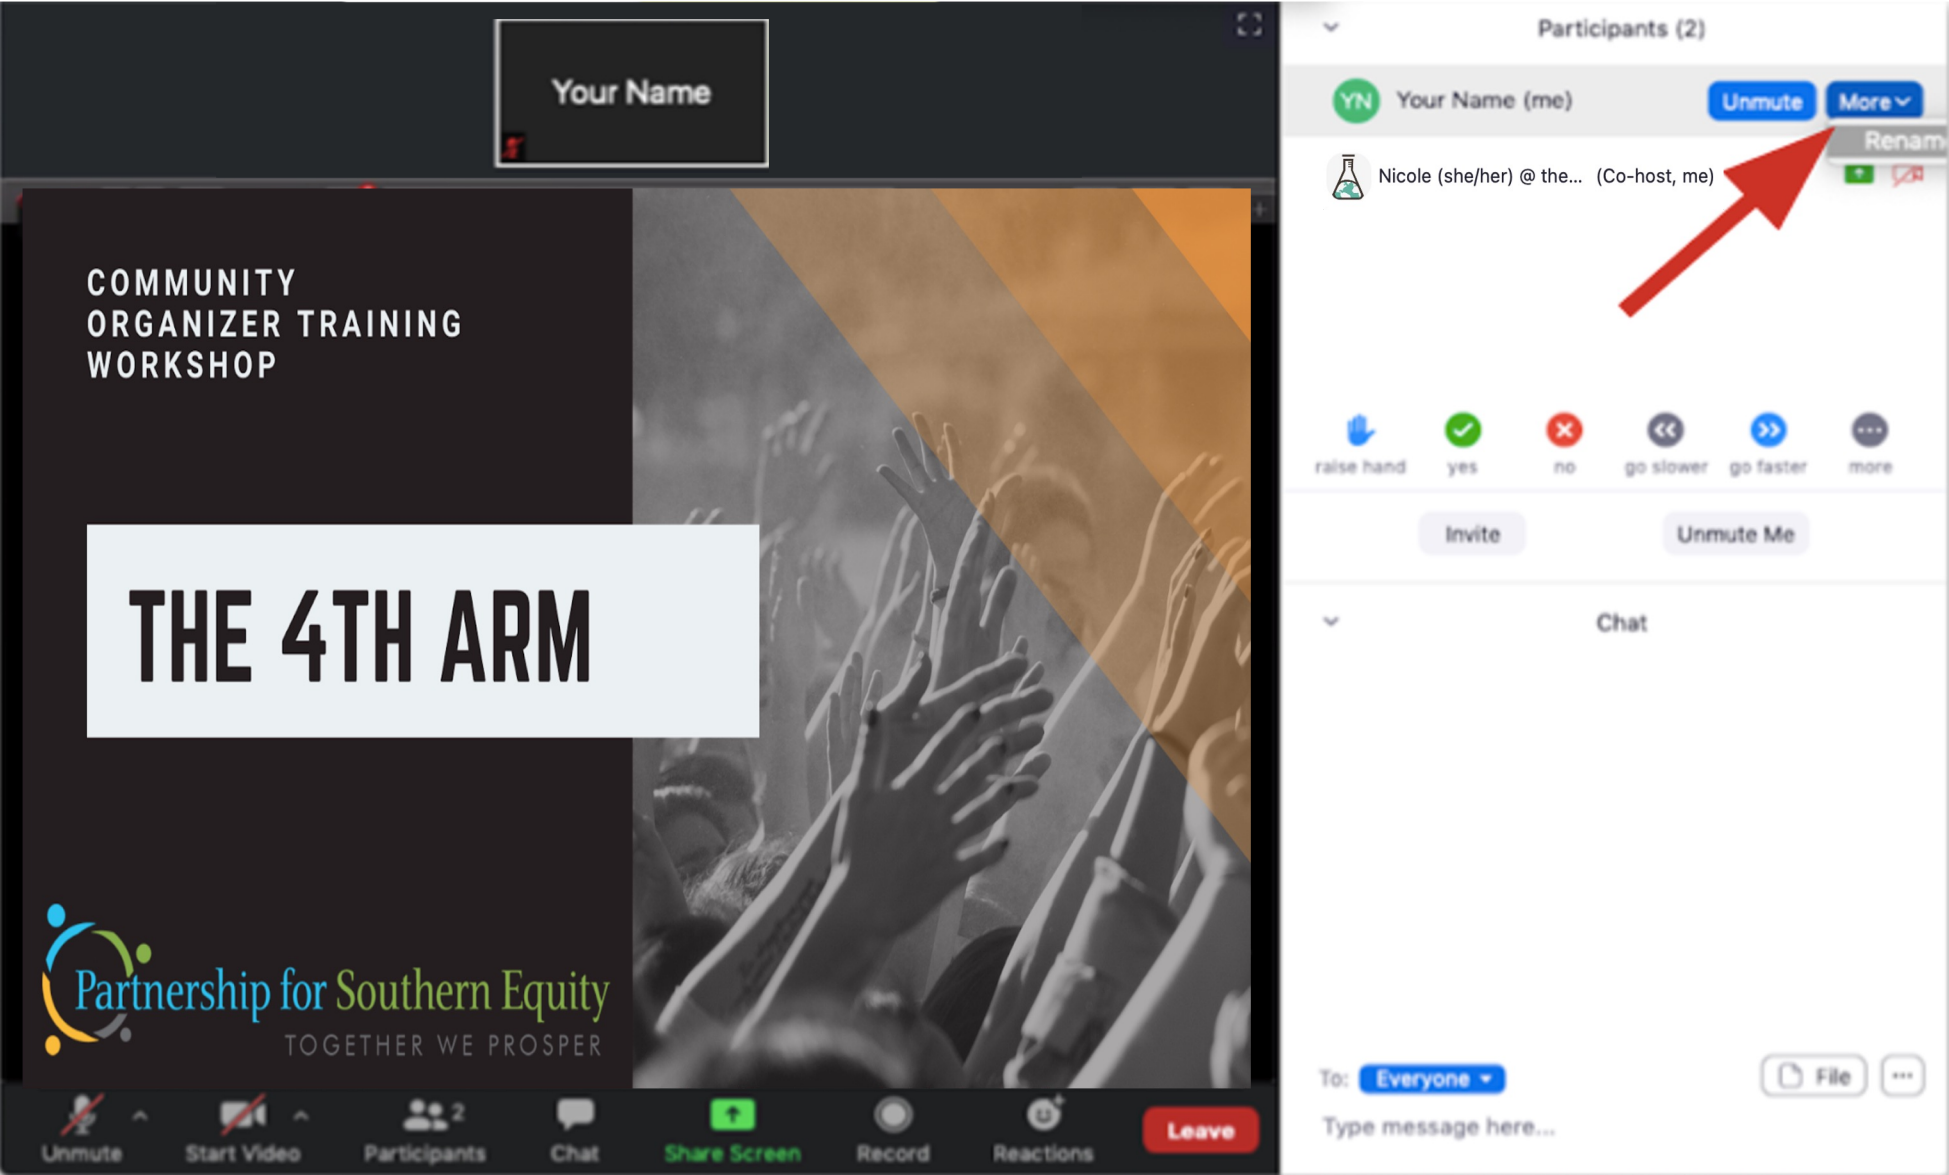 Your Name
COMMUNITY
ORGANIZER TRAINING
WORKSHOP
THE 4TH ARM
Partnership for Southern Equity
TOGETHER WE PROSPER
Unmute
Start Video
2
Participants
Chat
Share Screen
Record
Reactions
Leave
Participants (2)
YN Your Name (me) Unmute More
Nicole (she/her) @ the... (Co-host, me)
raise hand yes no go slower go faster more
Invite Unmute Me
Chat
To: Everyone File ...
Type message here...